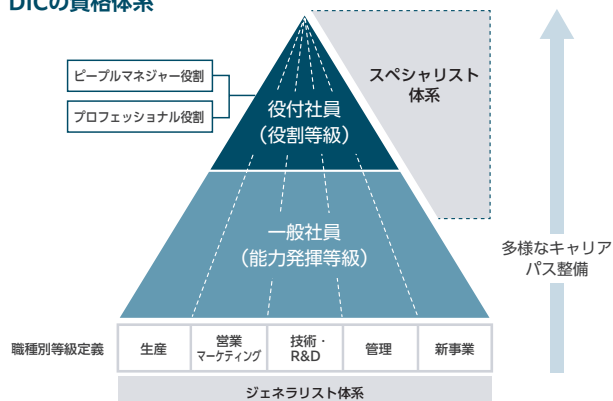 DICの資格体系
ピープルマネジャー役割
プロフェッショナル役割
役付社員
（役割等級）
スペシャリスト
体系
一般社員
（能力発揮等級）
多様なキャリア
パス整備
職種別等級定義
生産
営業
マーケティング
技術・
R&D
管理
新事業
ジェネラリスト体系